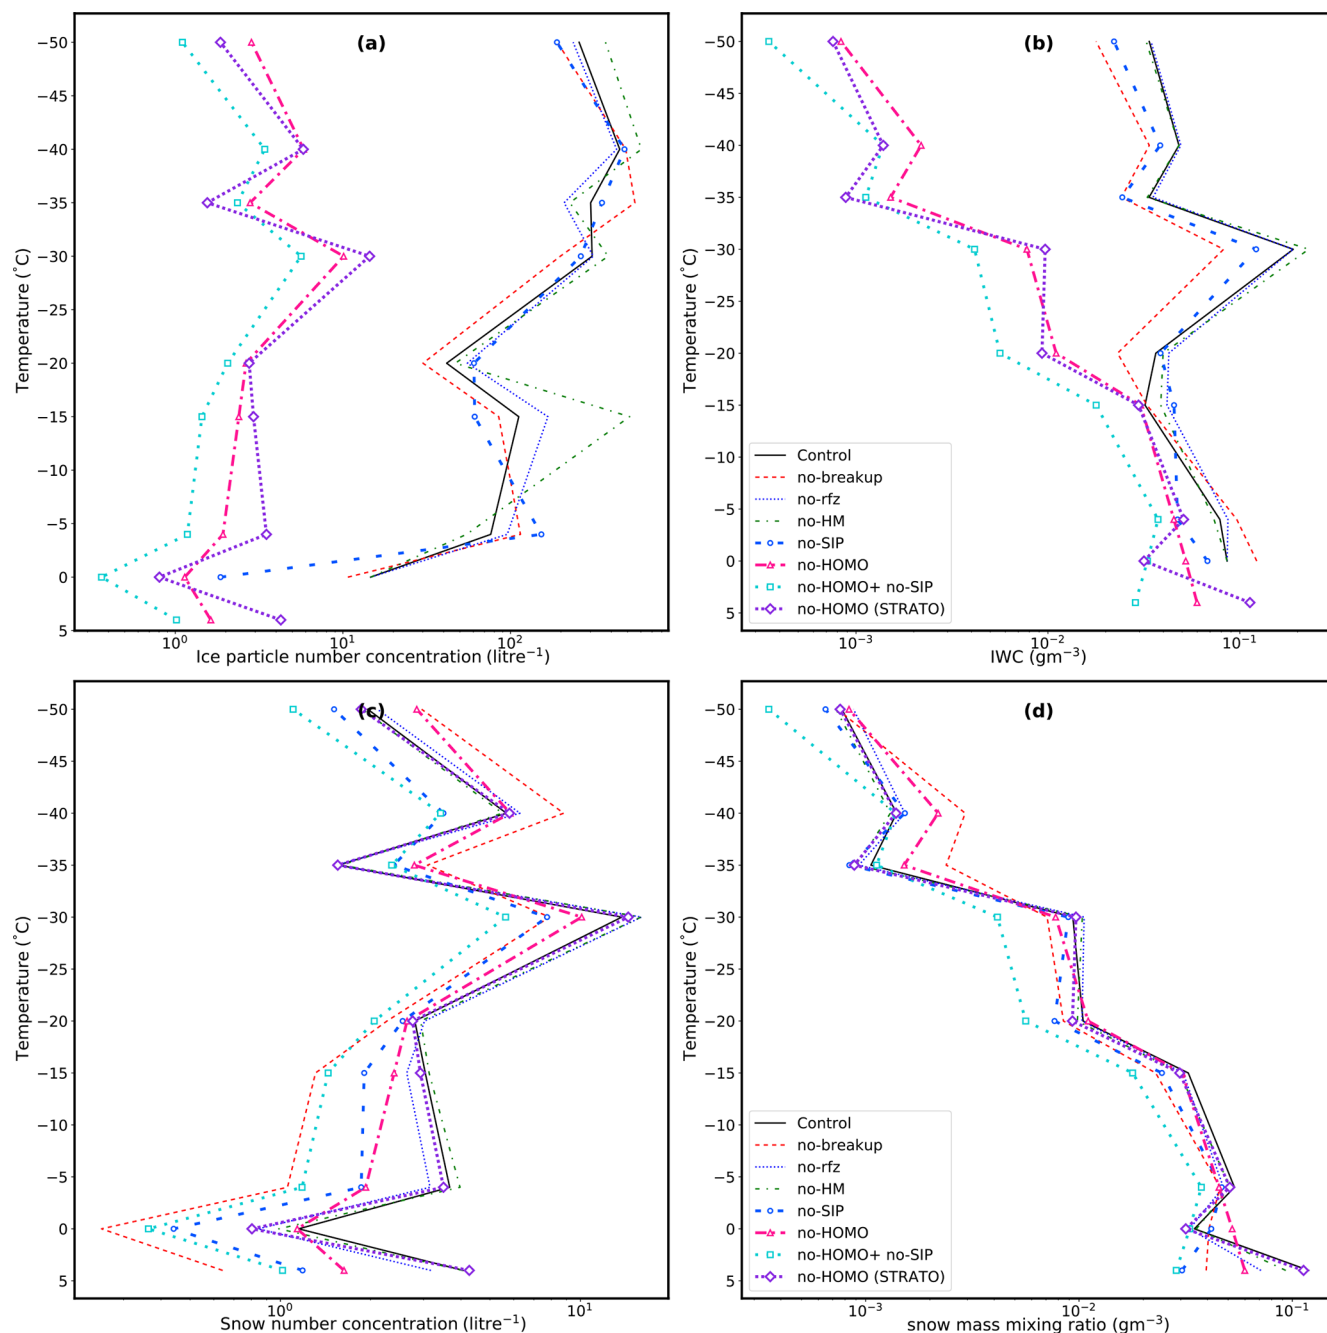 (a)
−50
−40
−35
−30
−25
−20
−15
−10
−5
0
5
Temperature (˚C)
10⁰
10¹
10²
Ice particle number concentration (litre⁻¹)
(b)
−50
−40
−35
−30
−25
−20
−15
−10
−5
0
5
Temperature (˚C)
Control
no-breakup
no-rfz
no-HM
no-SIP
no-HOMO
no-HOMO+ no-SIP
no-HOMO (STRATO)
10⁻³
10⁻²
10⁻¹
IWC (gm⁻³)
(c)
−50
−40
−35
−30
−25
−20
−15
−10
−5
0
5
Temperature (˚C)
10⁰
10¹
Snow number concentration (litre⁻¹)
(d)
−50
−40
−35
−30
−25
−20
−15
−10
−5
0
5
Temperature (˚C)
Control
no-breakup
no-rfz
no-HM
no-SIP
no-HOMO
no-HOMO+ no-SIP
no-HOMO (STRATO)
10⁻³
10⁻²
10⁻¹
snow mass mixing ratio (gm⁻³)